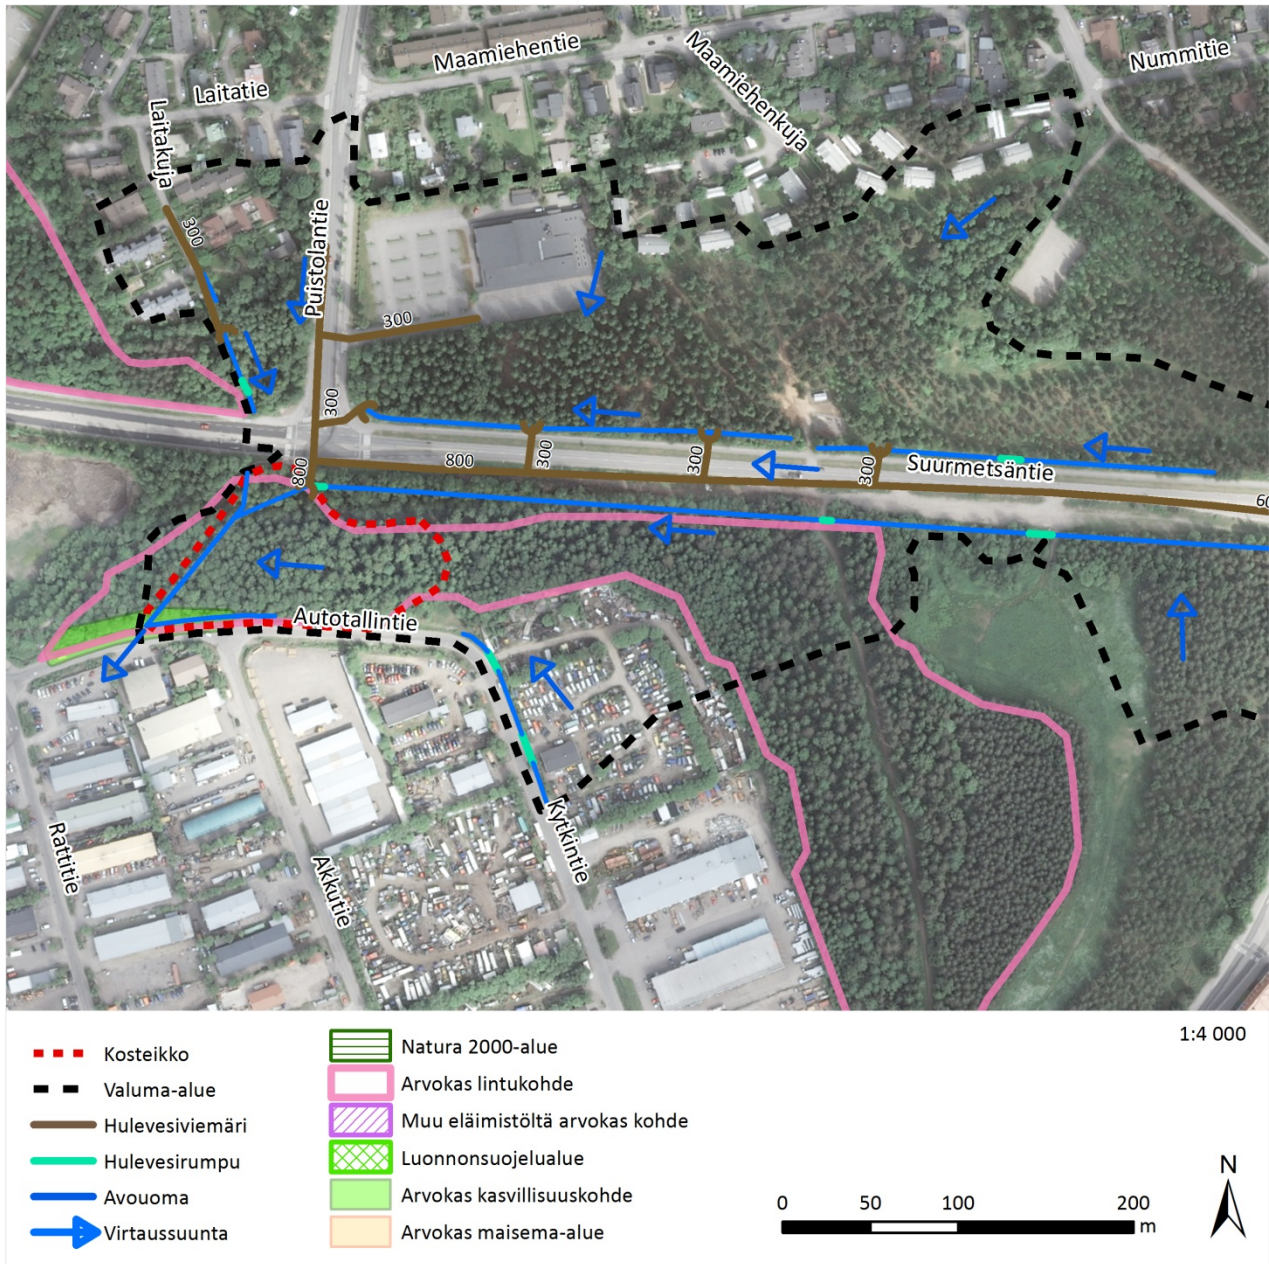 Maamiehentie
Maamiehenkuja
Nummitie
Laitatie
Laitakuja
300
Puistolantie
300
300
800
800
300
300
300
Suurmetsäntie
60
Autotallintie
Kytkintie
Rattitie
Akkutie
Kosteikko
Valuma-alue
Hulevesiviemäri
Hulevesirumpu
Avouoma
Virtaussuunta
Natura 2000-alue
Arvokas lintukohde
Muu eläimistöltä arvokas kohde
Luonnonsuojelualue
Arvokas kasvillisuuskohde
Arvokas maisema-alue
1:4 000
0 50 100 200
m
N